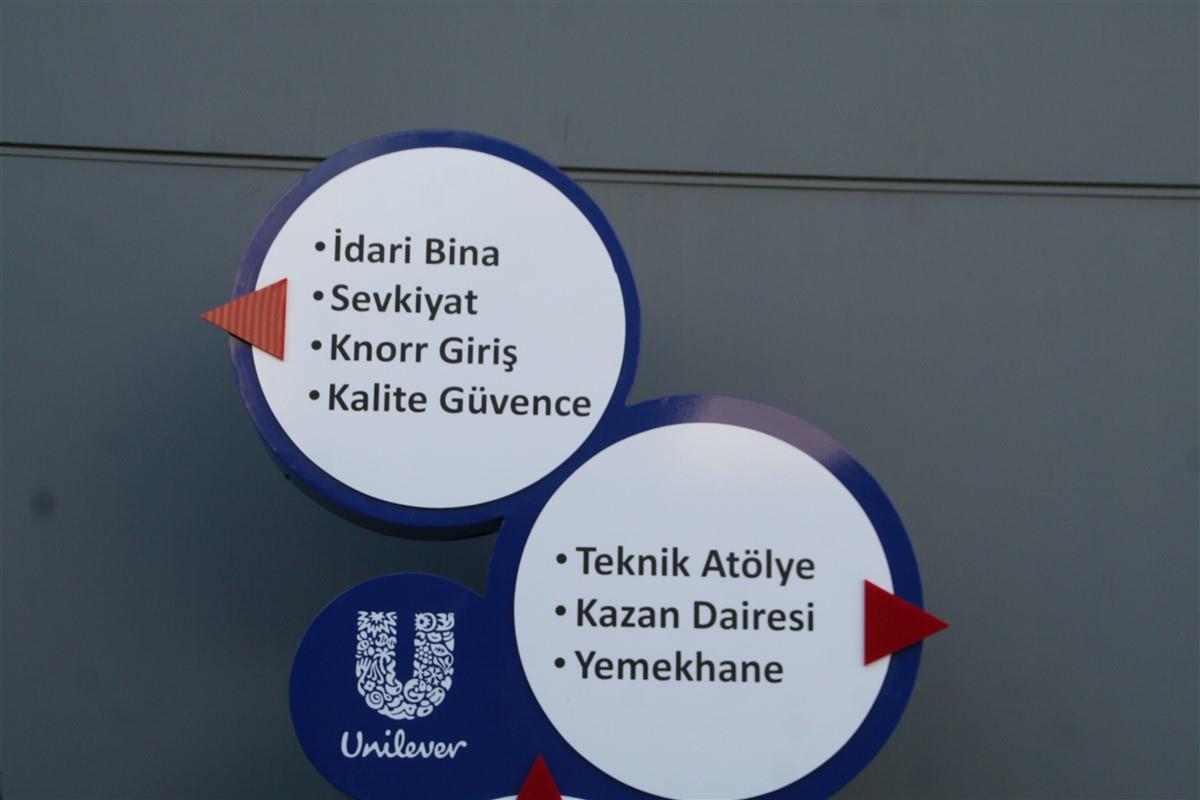 • İdari Bina
• Sevkiyat
• Knorr Giriş
• Kalite Güvence
• Teknik Atölye
• Kazan Dairesi
• Yemekhane
Unilever